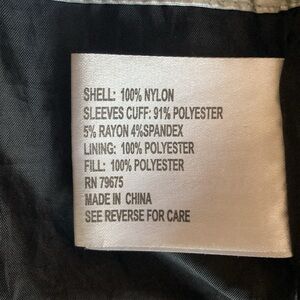 SHELL: 100% NYLON
SLEEVES CUFF: 91% POLYESTER
5% RAYON 4%SPANDEX
LINING: 100% POLYESTER
FILL: 100% POLYESTER
RN 79675
MADE IN CHINA
SEE REVERSE FOR CARE